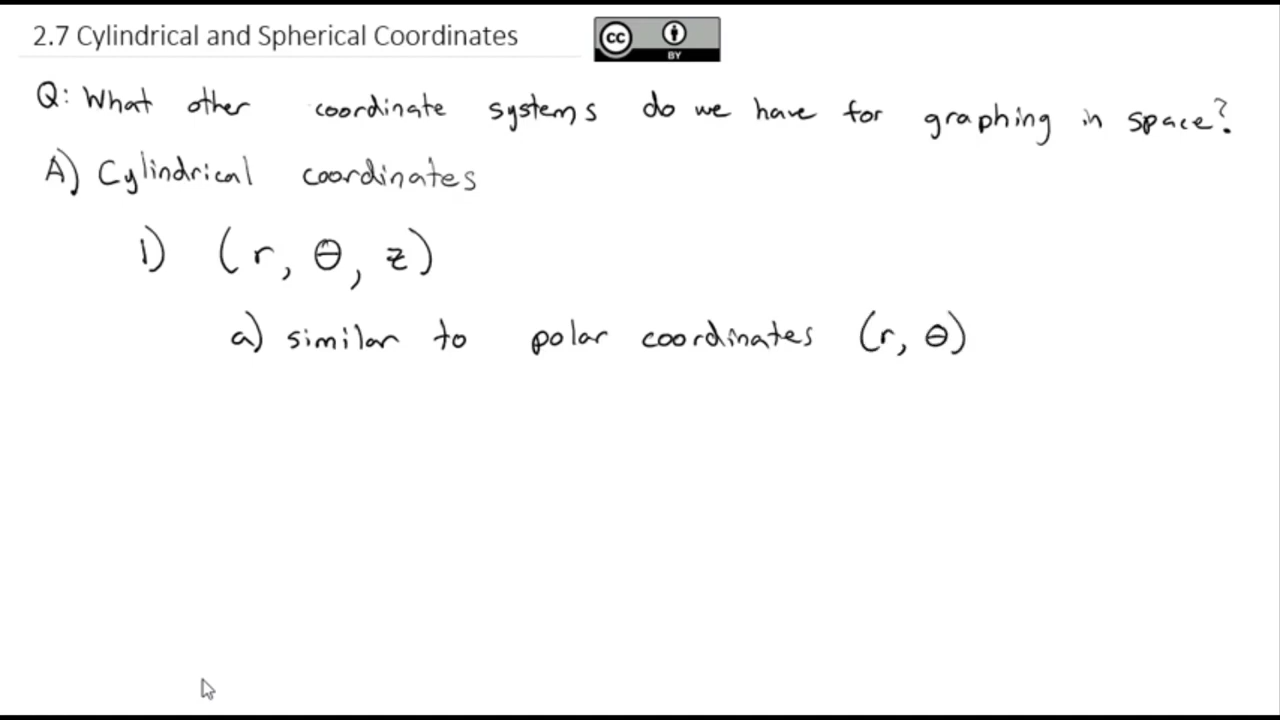 2.7 Cylindrical and Spherical Coordinates
cc BY
Q: What other coordinate systems do we have for graphing in space?
A) Cylindrical coordinates
1) (r, θ, z)
a) similar to polar coordinates (r, θ)